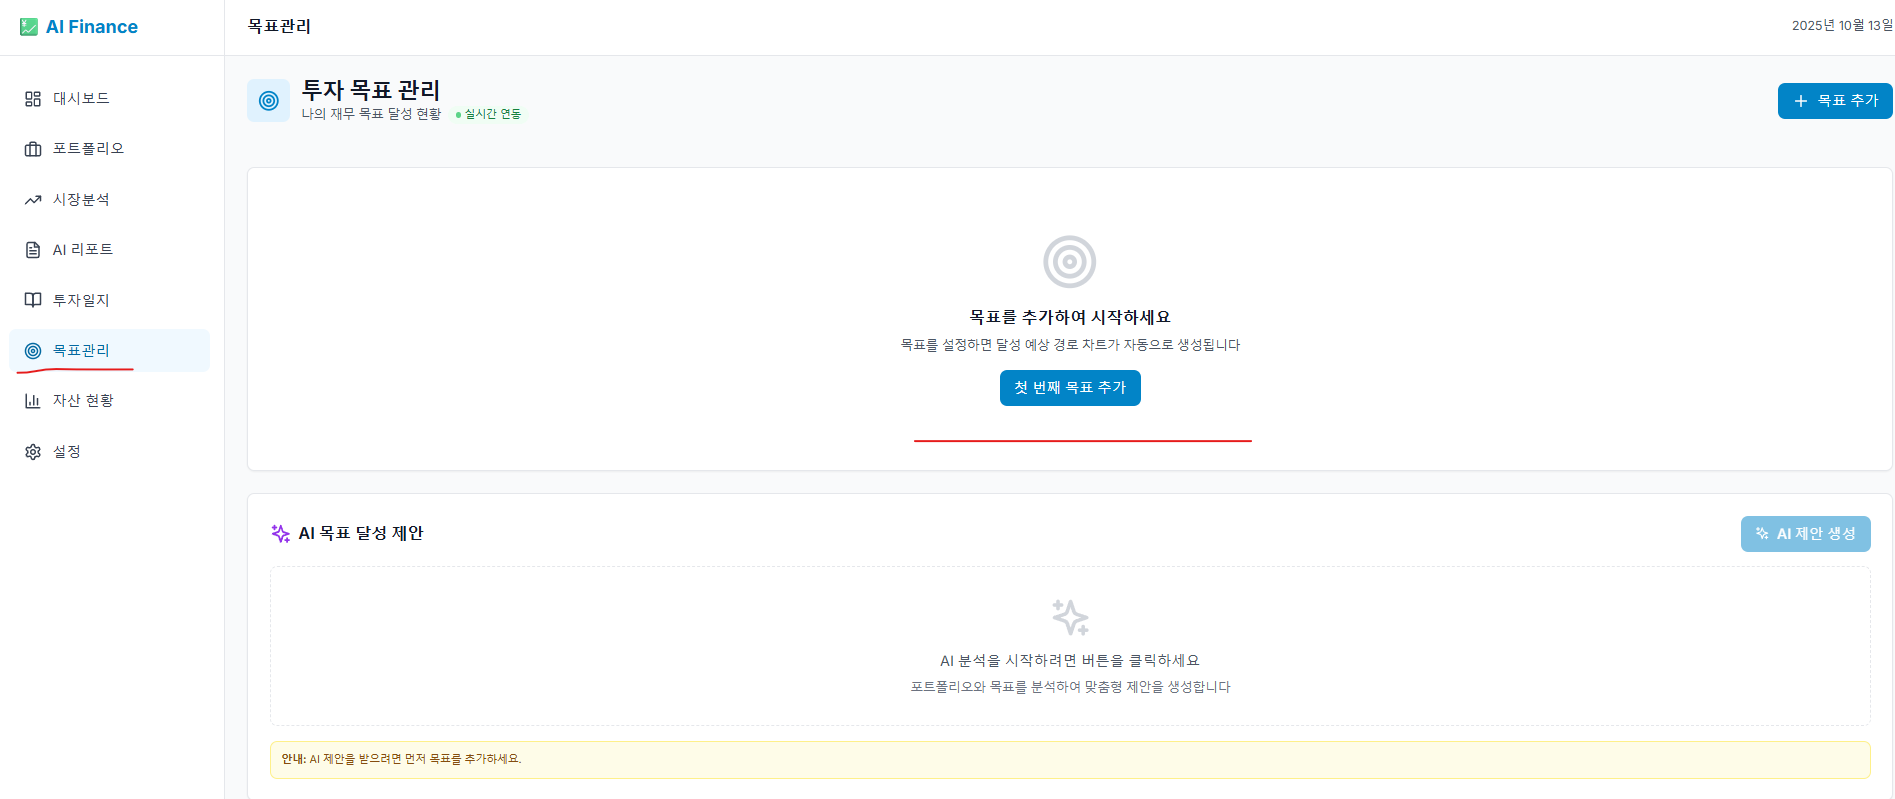 AI Finance
목표관리
2025년 10월 13일
대시보드
포트폴리오
시장분석
AI 리포트
투자일지
목표관리
자산 현황
설정
투자 목표 관리
나의 재무 목표 달성 현황
실시간 연동
목표 추가
목표를 추가하여 시작하세요
목표를 설정하면 달성 예상 경로 차트가 자동으로 생성됩니다
첫 번째 목표 추가
AI 목표 달성 제안
AI 제안 생성
AI 분석을 시작하려면 버튼을 클릭하세요
포트폴리오와 목표를 분석하여 맞춤형 제안을 생성합니다
안내: AI 제안을 받으려면 먼저 목표를 추가하세요.